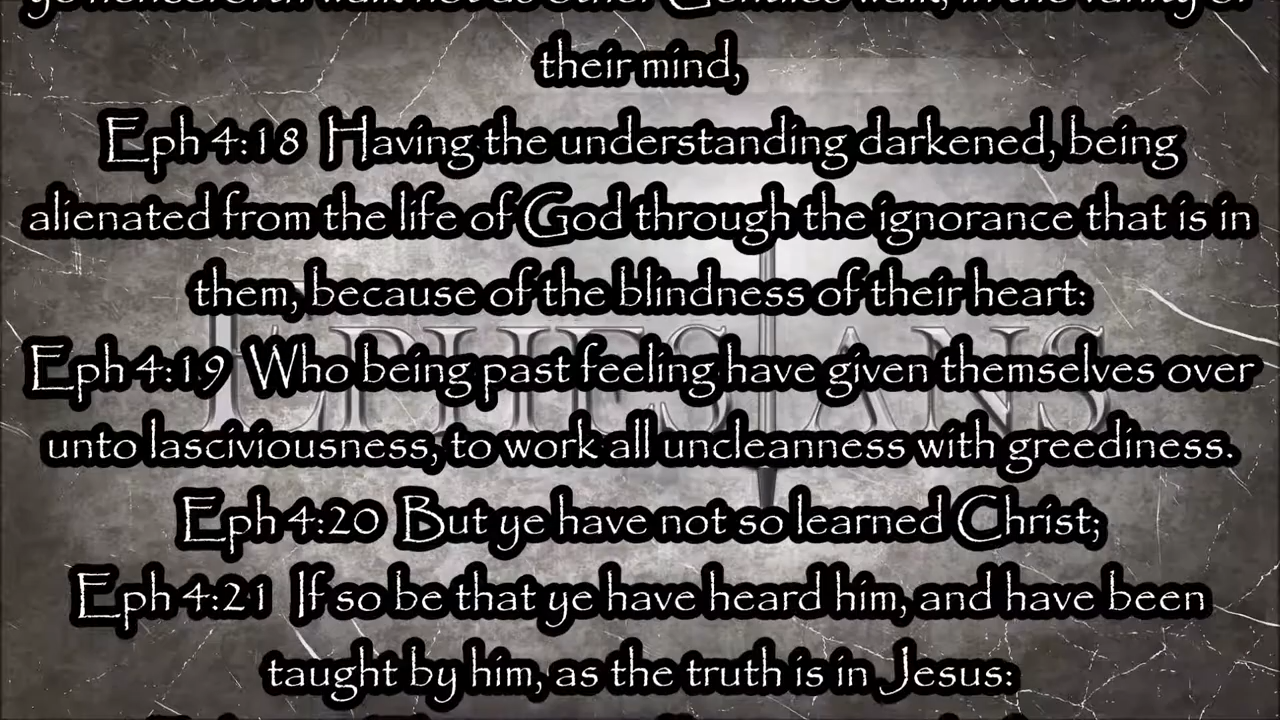 ye henceforth walk not as other Gentiles walk, in the vanity of
their mind,
Eph 4:18 Having the understanding darkened, being
alienated from the life of God through the ignorance that is in
them, because of the blindness of their heart:
Eph 4:19 Who being past feeling have given themselves over
unto lasciviousness, to work all uncleanness with greediness.
Eph 4:20 But ye have not so learned Christ;
Eph 4:21 If so be that ye have heard him, and have been
taught by him, as the truth is in Jesus:
EPHESIANS